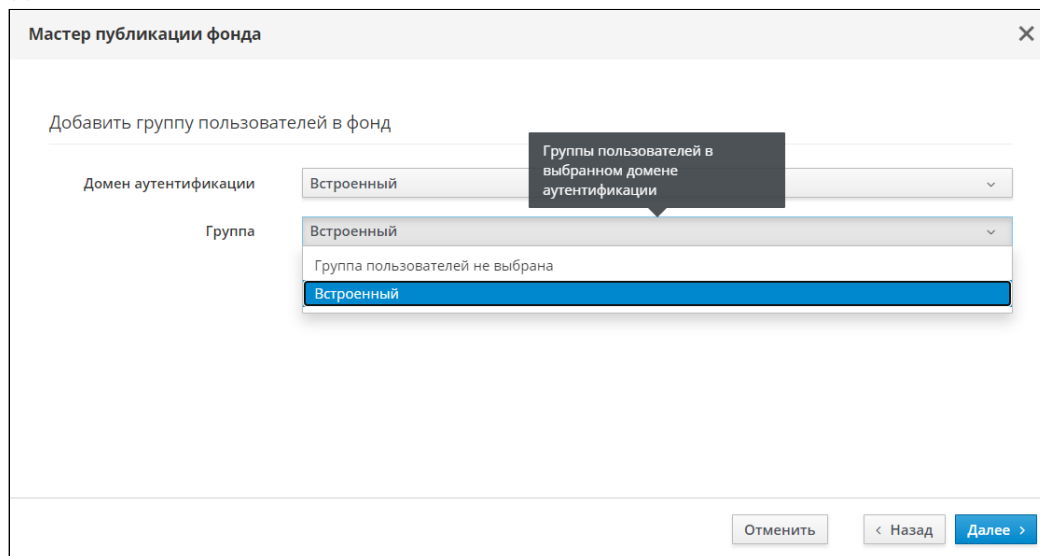 Мастер публикации фонда
Добавить группу пользователей в фонд
Группы пользователей в
выбранном домене
аутентификации
Домен аутентификации Встроенный
Группа Встроенный
Группа пользователей не выбрана
Встроенный
Отменить < Назад Далее >